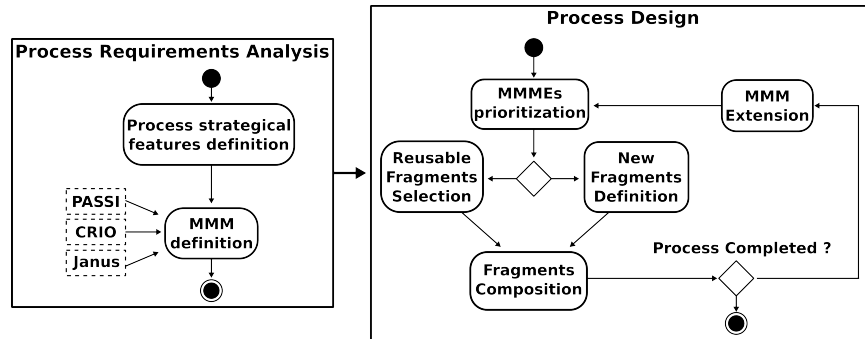 Process Requirements Analysis
Process strategical
features definition
PASSI
CRIO
Janus
MMM
definition
Process Design
MMMEs
prioritization
MMM
Extension
Reusable
Fragments
Selection
New
Fragments
Definition
Process Completed ?
Fragments
Composition